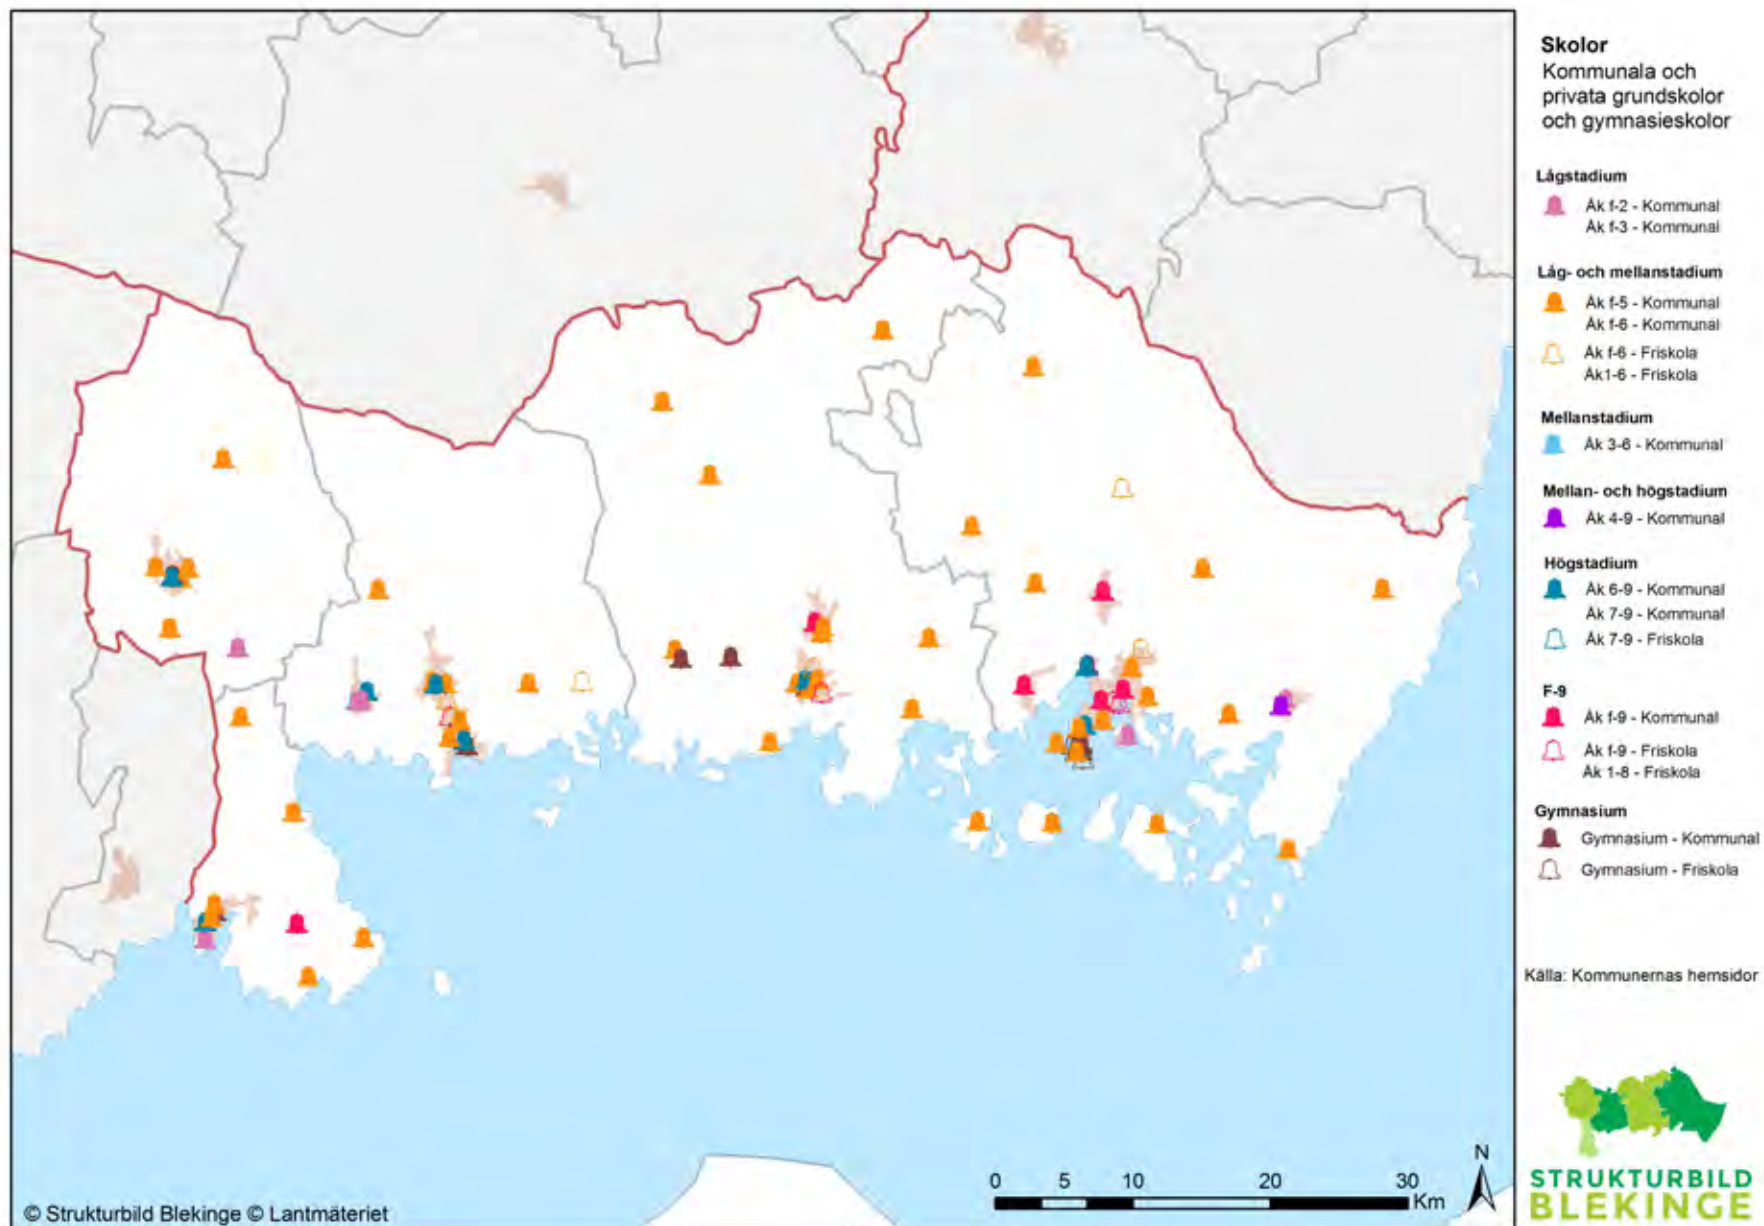 Skolor
Kommunala och
privata grundskolor
och gymnasieskolor
Lågstadium
Åk f-2 - Kommunal
Åk f-3 - Kommunal
Låg- och mellanstadium
Åk f-5 - Kommunal
Åk f-6 - Kommunal
Åk f-6 - Friskola
Åk1-6 - Friskola
Mellanstadium
Åk 3-6 - Kommunal
Mellan- och högstadium
Åk 4-9 - Kommunal
Högstadium
Åk 6-9 - Kommunal
Åk 7-9 - Kommunal
Åk 7-9 - Friskola
F-9
Åk f-9 - Kommunal
Åk f-9 - Friskola
Åk 1-8 - Friskola
Gymnasium
Gymnasium - Kommunal
Gymnasium - Friskola
Källa: Kommunernas hemsidor
STRUKTURBILD
BLEKINGE
N
0 5 10 20 30
Km
© Strukturbild Blekinge © Lantmäteriet